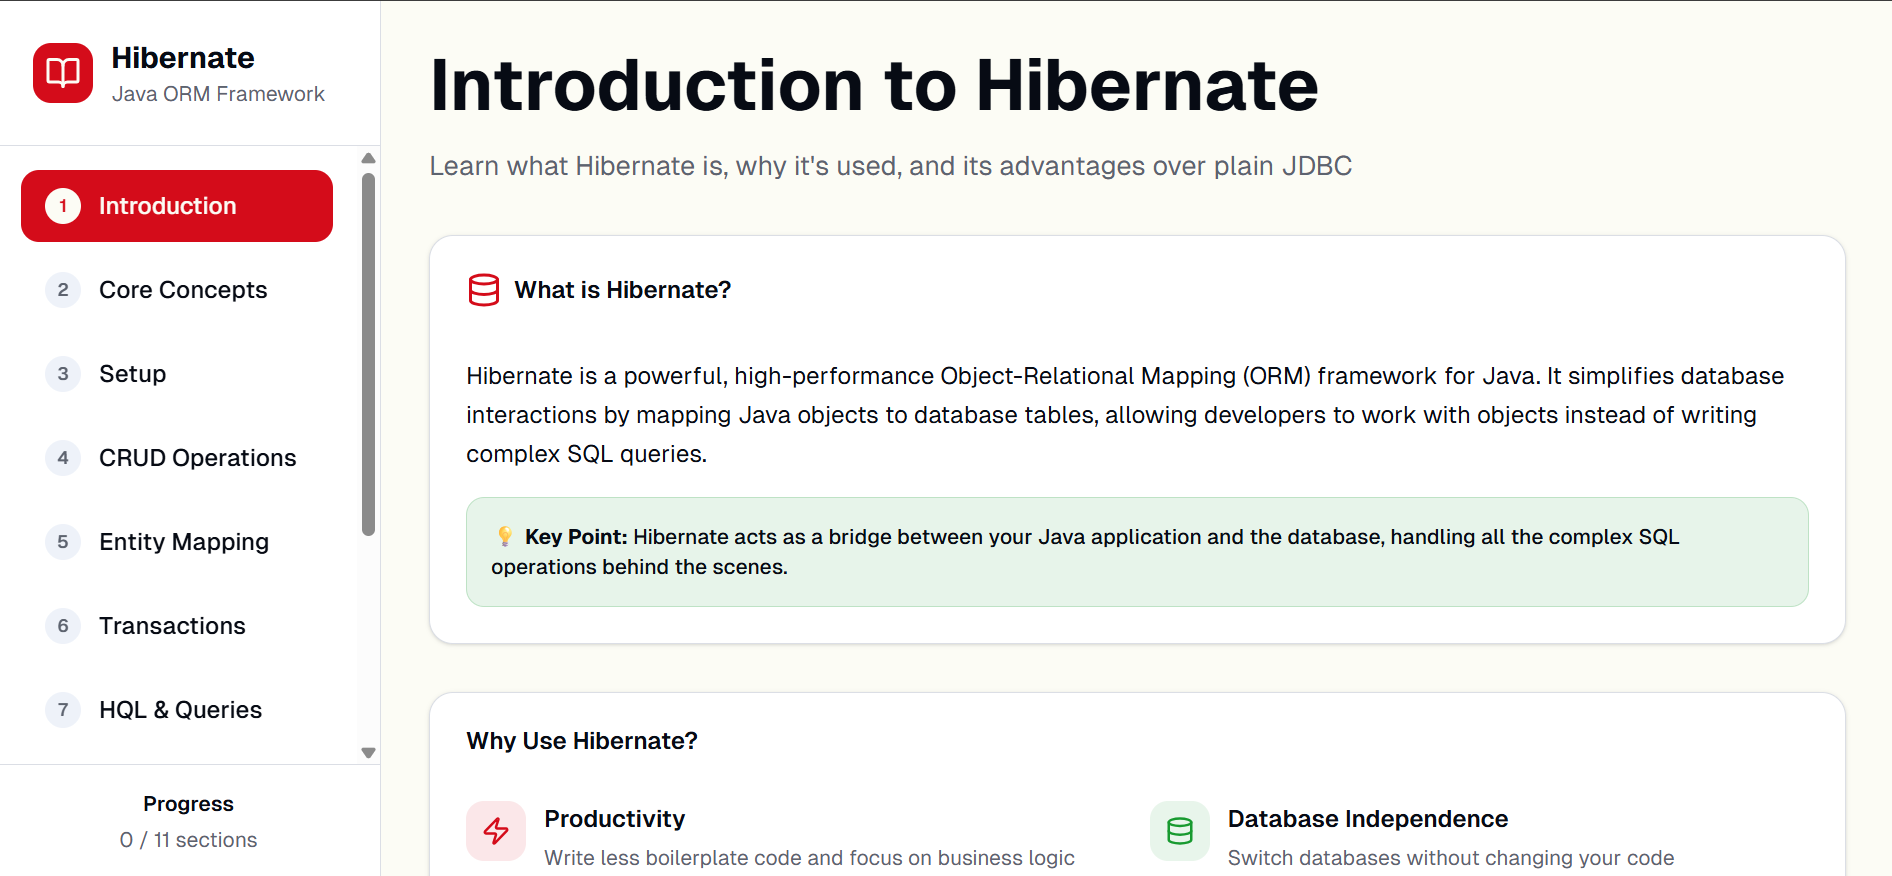 Hibernate
Java ORM Framework
1 Introduction
2 Core Concepts
3 Setup
4 CRUD Operations
5 Entity Mapping
6 Transactions
7 HQL & Queries
Progress
0 / 11 sections
Introduction to Hibernate
Learn what Hibernate is, why it's used, and its advantages over plain JDBC
What is Hibernate?
Hibernate is a powerful, high-performance Object-Relational Mapping (ORM) framework for Java. It simplifies database
interactions by mapping Java objects to database tables, allowing developers to work with objects instead of writing
complex SQL queries.
💡 Key Point: Hibernate acts as a bridge between your Java application and the database, handling all the complex SQL
operations behind the scenes.
Why Use Hibernate?
Productivity
Write less boilerplate code and focus on business logic
Database Independence
Switch databases without changing your code